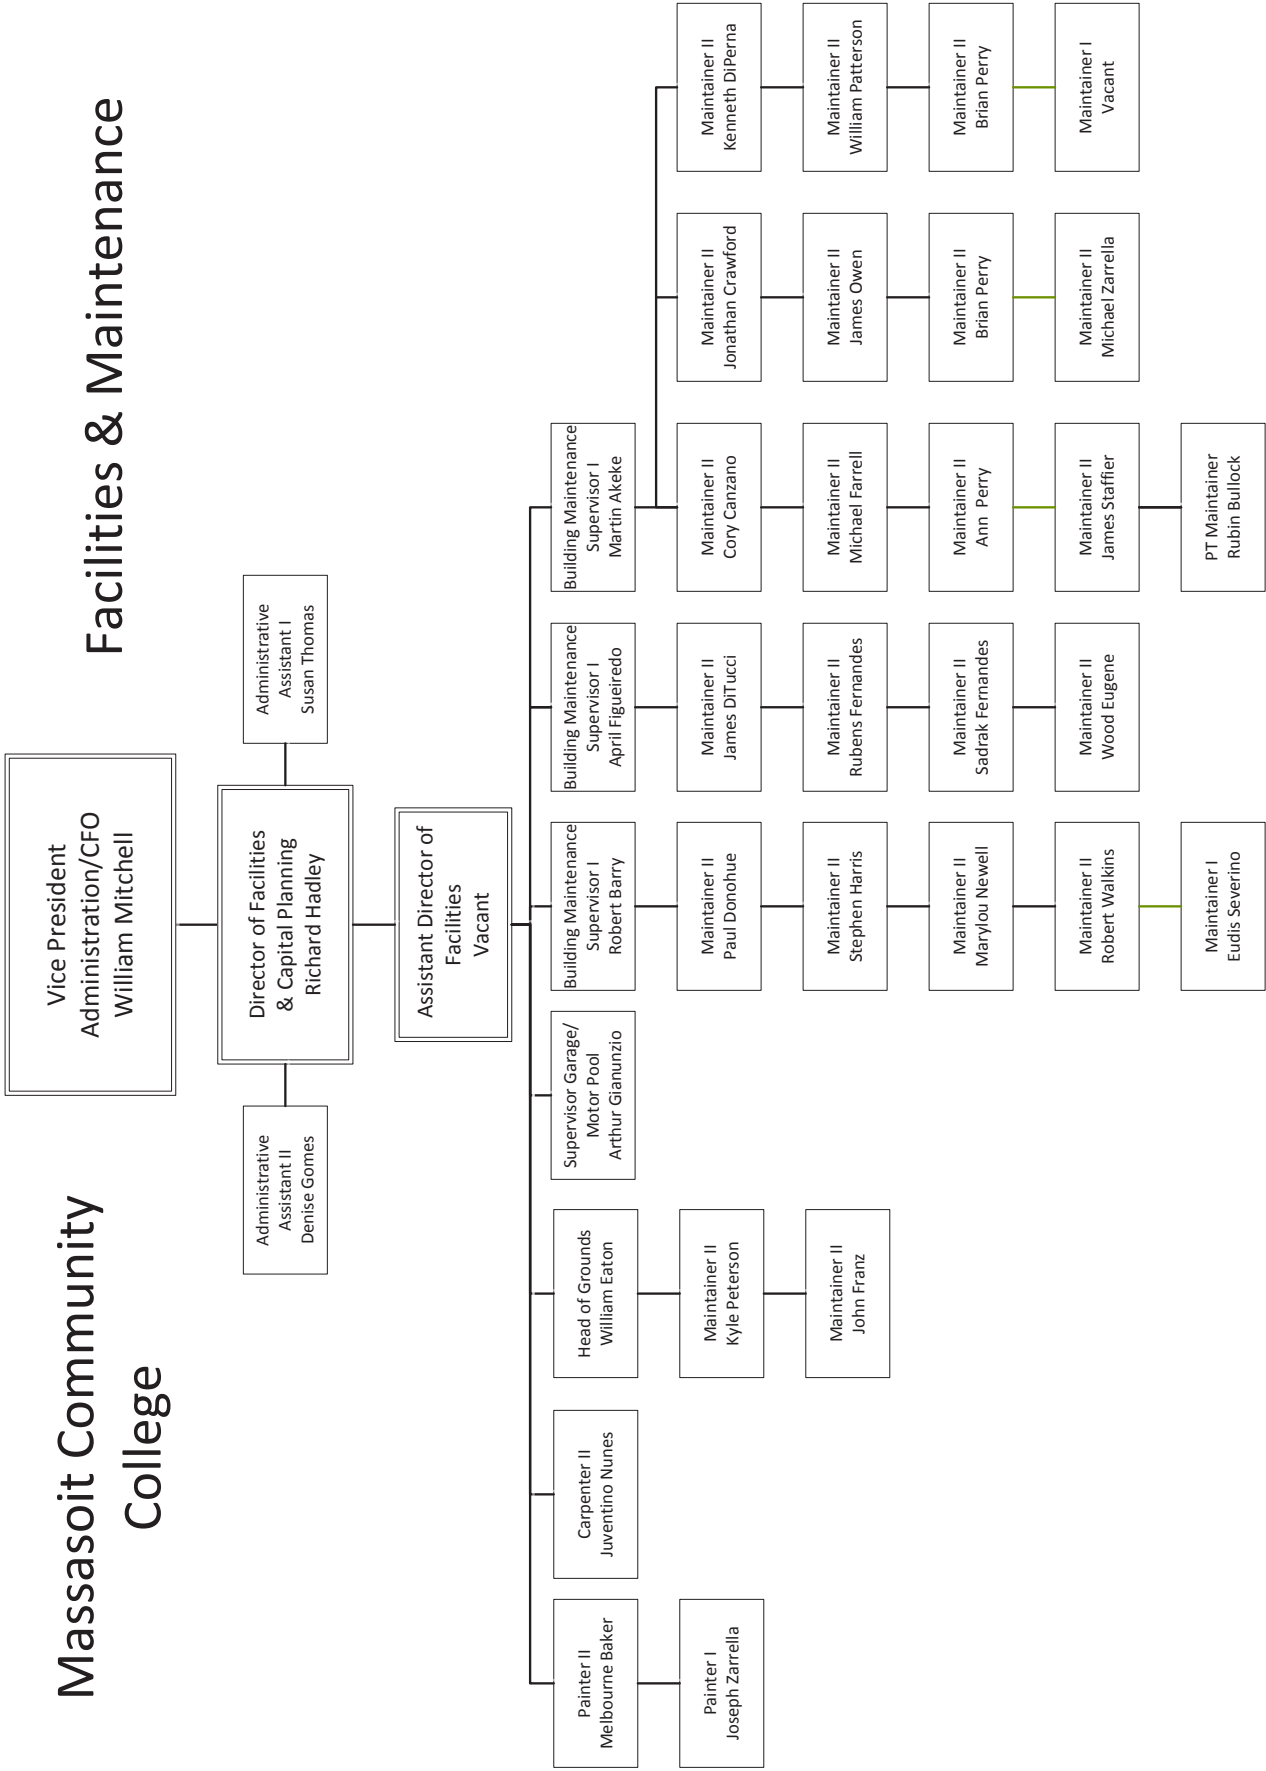 Massasoit Community
College
Facilities & Maintenance
Vice President
Administration/CFO
William Mitchell
Administrative
Assistant II
Denise Gomes
Director of Facilities
& Capital Planning
Richard Hadley
Administrative
Assistant I
Susan Thomas
Assistant Director of
Facilities
Vacant
Painter II
Melbourne Baker
Carpenter II
Juventino Nunes
Head of Grounds
William Eaton
Supervisor Garage/
Motor Pool
Arthur Gianunzio
Building Maintenance
Supervisor I
Robert Barry
Building Maintenance
Supervisor I
April Figueiredo
Building Maintenance
Supervisor I
Martin Akeke
Painter I
Joseph Zarrella
Maintainer II
Kyle Peterson
Maintainer II
Paul Donohue
Maintainer II
James DiTucci
Maintainer II
Cory Canzano
Maintainer II
Jonathan Crawford
Maintainer II
Kenneth DiPerna
Maintainer II
John Franz
Maintainer II
Stephen Harris
Maintainer II
Rubens Fernandes
Maintainer II
Michael Farrell
Maintainer II
James Owen
Maintainer II
William Patterson
Maintainer II
Marylou Newell
Maintainer II
Sadrak Fernandes
Maintainer II
Ann Perry
Maintainer II
Brian Perry
Maintainer II
Brian Perry
Maintainer II
Robert Walkins
Maintainer II
Wood Eugene
Maintainer II
James Staffier
Maintainer II
Michael Zarrella
Maintainer I
Vacant
Maintainer I
Eudis Severino
PT Maintainer
Rubin Bullock